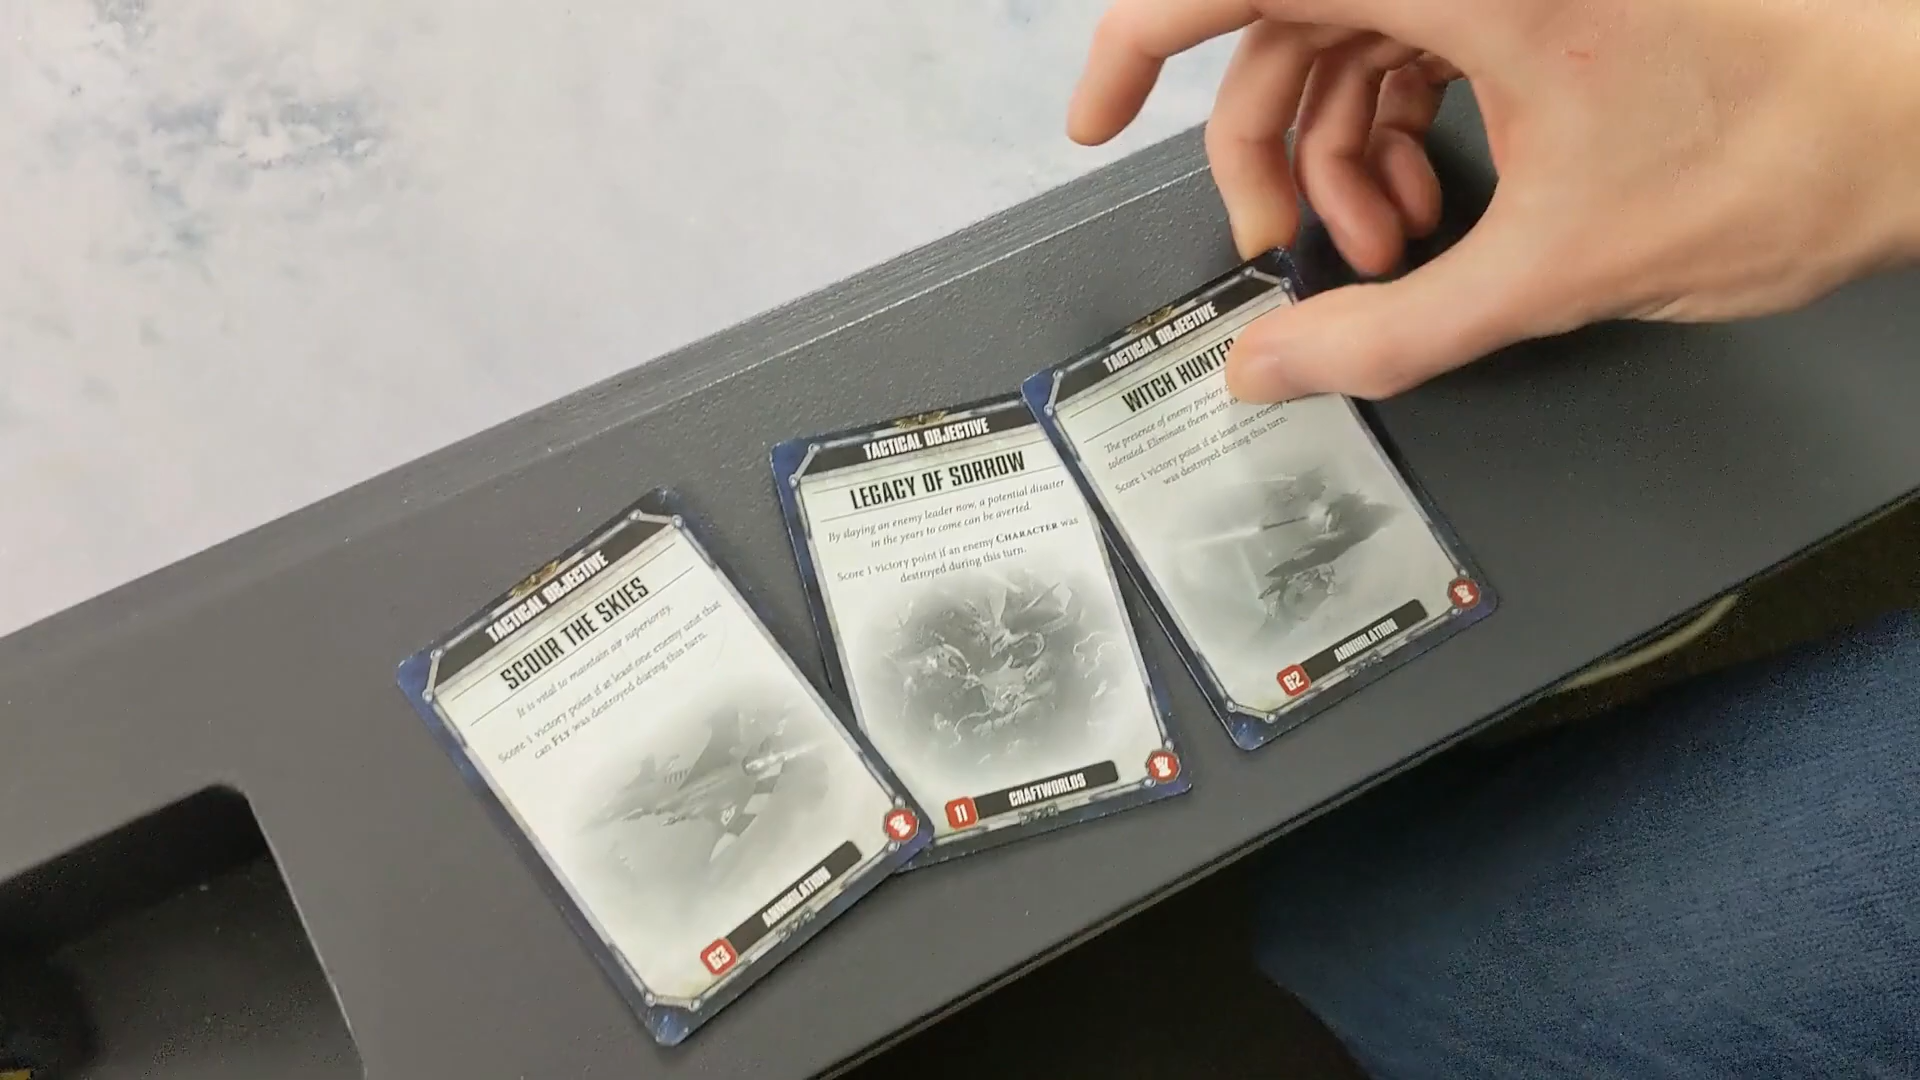 TACTICAL OBJECTIVE
SCOUR THE SKIES
It is vital to maintain air superiority.
Score 1 victory point if at least one enemy unit that
can FLY was destroyed during this turn.
ANNIHILATION
63
TACTICAL OBJECTIVE
LEGACY OF SORROW
By slaying an enemy leader now, a potential disaster
in the years to come can be averted.
Score 1 victory point if an enemy CHARACTER was
destroyed during this turn.
11
CRAFTWORLDS
TACTICAL OBJECTIVE
WITCH HUNTER
The presence of enemy psykers
tolerated. Eliminate them with
Score 1 victory point if at least one enemy
was destroyed during this turn.
62
ANNIHILATION